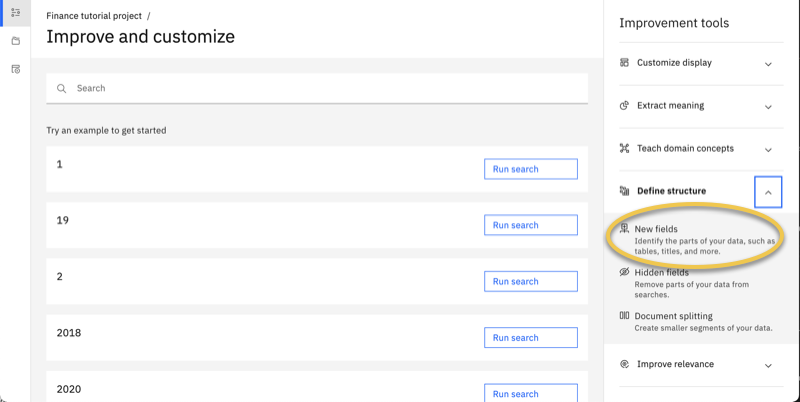 Finance tutorial project /
Improve and customize
Search
Try an example to get started
1
Run search
19
Run search
2
Run search
2018
Run search
2020
Run search
Improvement tools
Customize display
Extract meaning
Teach domain concepts
Define structure
New fields
Identify the parts of your data, such as
tables, titles, and more.
Hidden fields
Remove parts of your data from
searches.
Document splitting
Create smaller segments of your data.
Improve relevance